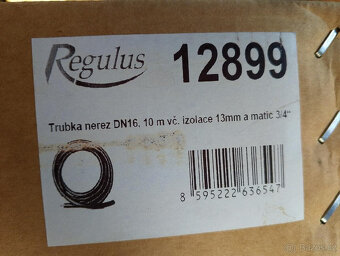 Regulus
12899
Trubka nerez DN16, 10 m vč. izolace 13mm a matic 3/4"
8 595222 636547